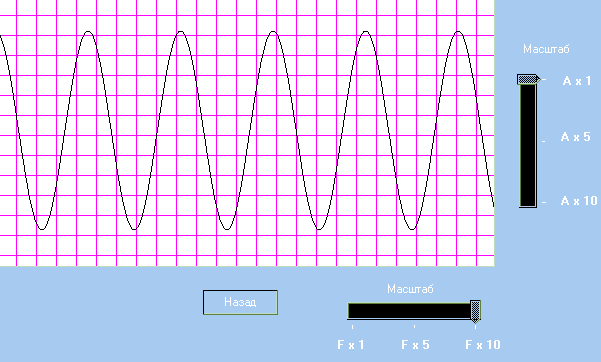 Масштаб
A x 1
A x 5
A x 10
Масштаб
Назад
F x 1 F x 5 F x 10